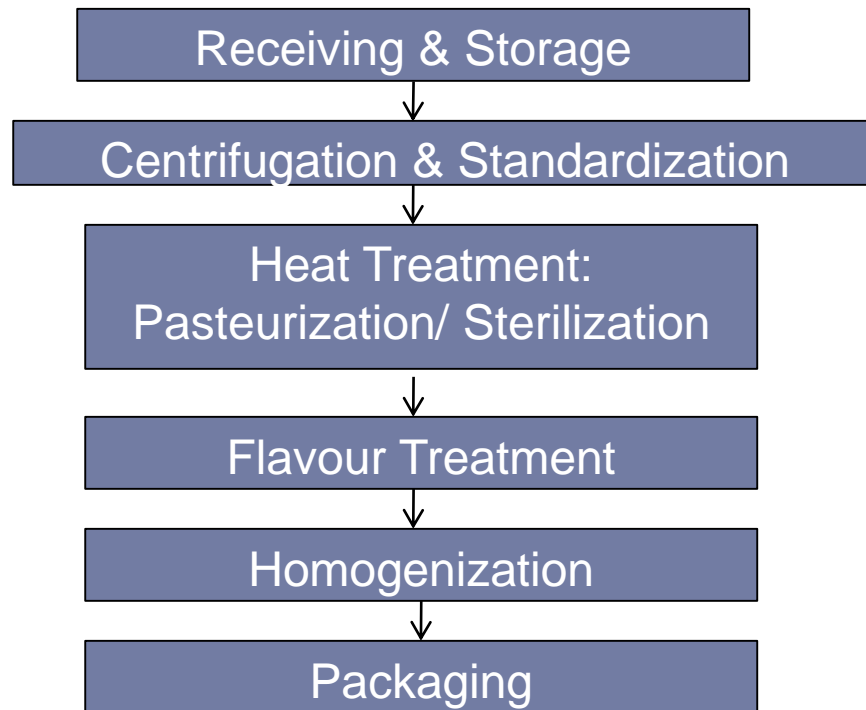 Receiving & Storage
Centrifugation & Standardization
Heat Treatment:
Pasteurization/ Sterilization
Flavour Treatment
Homogenization
Packaging